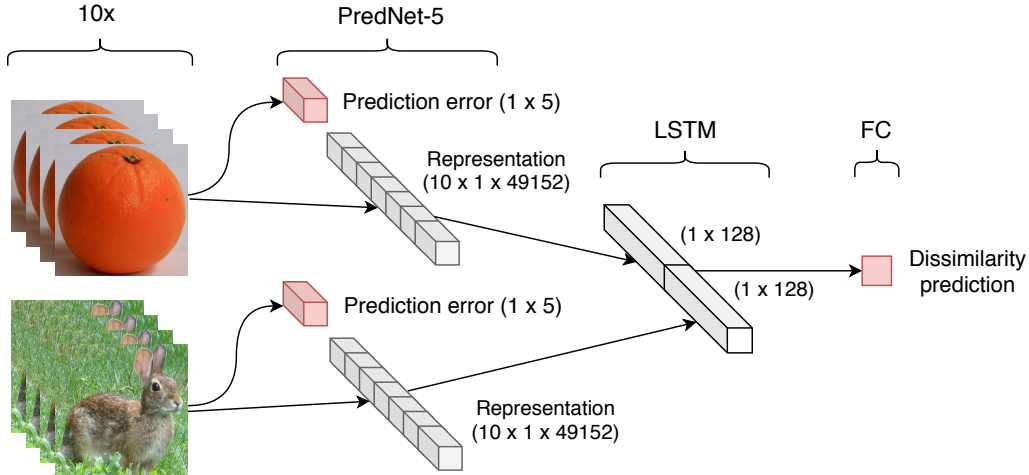 10x
PredNet-5
Prediction error (1 x 5)
Representation
(10 x 1 x 49152)
LSTM
FC
(1 x 128)
(1 x 128)
Dissimilarity
prediction
Prediction error (1 x 5)
Representation
(10 x 1 x 49152)